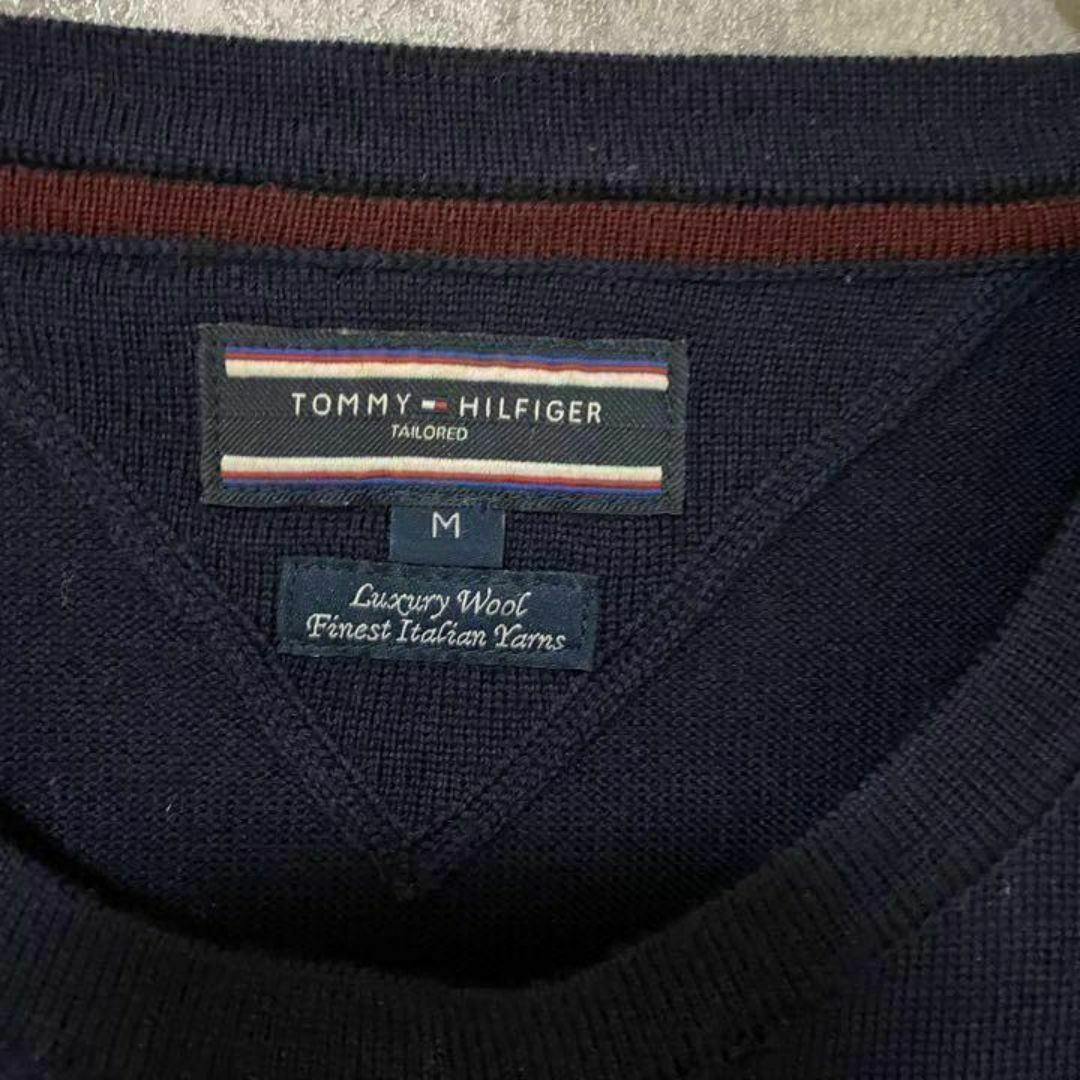 TOMMY HILFIGER
TAILORED
M
Luxury Wool
Finest Italian Yarns